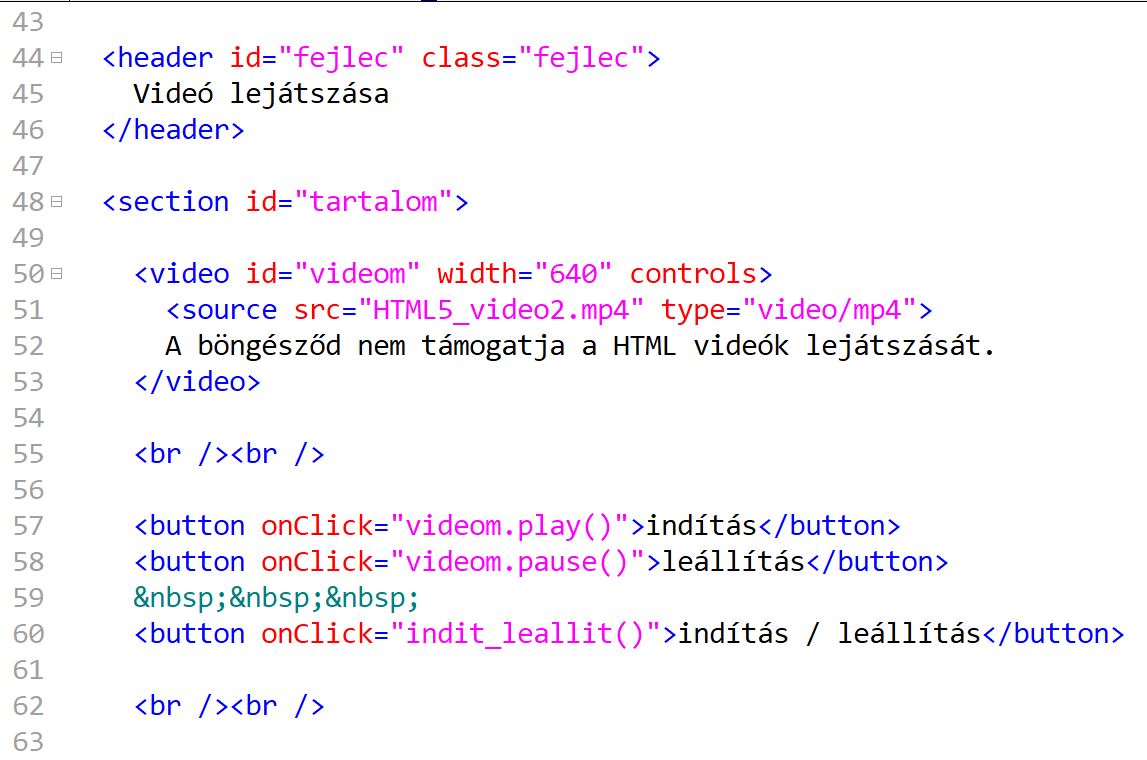 43
44 <header id="fejlec" class="fejlec">
45 Videó lejátszása
46 </header>
47
48 <section id="tartalom">
49
50 <video id="videom" width="640" controls>
51 <source src="HTML5_video2.mp4" type="video/mp4">
52 A böngésződ nem támogatja a HTML videók lejátszását.
53 </video>
54
55 <br /><br />
56
57 <button onClick="videom.play()">indítás</button>
58 <button onClick="videom.pause()">leállítás</button>
59 &nbsp;&nbsp;&nbsp;
60 <button onClick="indit_leallit()">indítás / leállítás</button>
61
62 <br /><br />
63